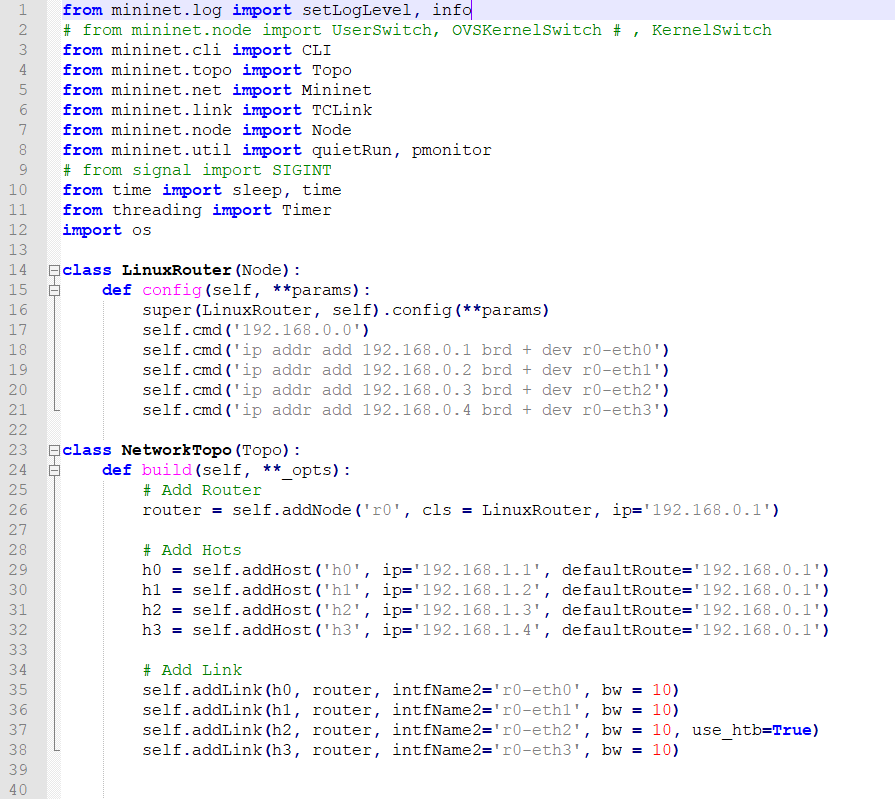 1 from mininet.log import setLogLevel, info
2 # from mininet.node import UserSwitch, OVSKernelSwitch # , KernelSwitch
3 from mininet.cli import CLI
4 from mininet.topo import Topo
5 from mininet.net import Mininet
6 from mininet.link import TCLink
7 from mininet.node import Node
8 from mininet.util import quietRun, pmonitor
9 # from signal import SIGINT
10 from time import sleep, time
11 from threading import Timer
12 import os
13
14 class LinuxRouter(Node):
15     def config(self, **params):
16         super(LinuxRouter, self).config(**params)
17         self.cmd('192.168.0.0')
18         self.cmd('ip addr add 192.168.0.1 brd + dev r0-eth0')
19         self.cmd('ip addr add 192.168.0.2 brd + dev r0-eth1')
20         self.cmd('ip addr add 192.168.0.3 brd + dev r0-eth2')
21         self.cmd('ip addr add 192.168.0.4 brd + dev r0-eth3')
22
23 class NetworkTopo(Topo):
24     def build(self, **_opts):
25         # Add Router
26         router = self.addNode('r0', cls = LinuxRouter, ip='192.168.0.1')
27
28         # Add Hots
29         h0 = self.addHost('h0', ip='192.168.1.1', defaultRoute='192.168.0.1')
30         h1 = self.addHost('h1', ip='192.168.1.2', defaultRoute='192.168.0.1')
31         h2 = self.addHost('h2', ip='192.168.1.3', defaultRoute='192.168.0.1')
32         h3 = self.addHost('h3', ip='192.168.1.4', defaultRoute='192.168.0.1')
33
34         # Add Link
35         self.addLink(h0, router, intfName2='r0-eth0', bw = 10)
36         self.addLink(h1, router, intfName2='r0-eth1', bw = 10)
37         self.addLink(h2, router, intfName2='r0-eth2', bw = 10, use_htb=True)
38         self.addLink(h3, router, intfName2='r0-eth3', bw = 10)
39
40